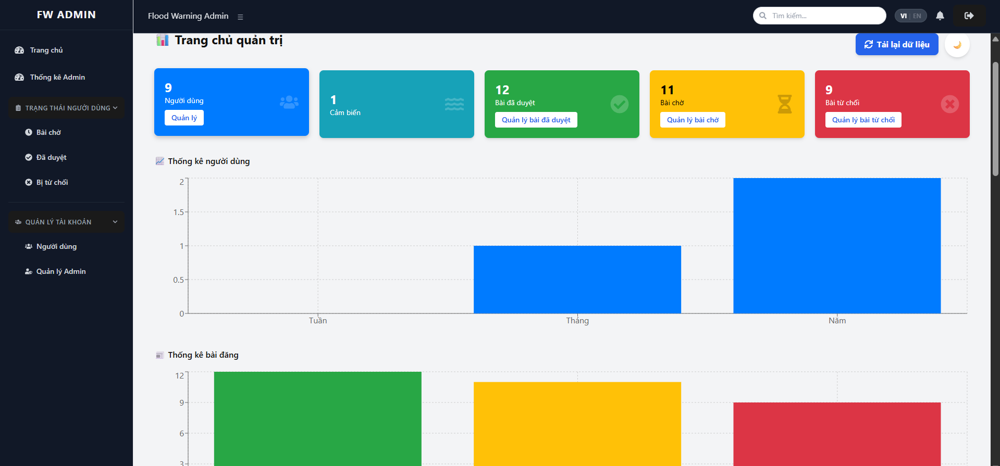 FW ADMIN
Trang chủ
Thống kê Admin
TRẠNG THÁI NGƯỜI DÙNG
Bài chờ
Đã duyệt
Bị từ chối
QUẢN LÝ TÀI KHOẢN
Người dùng
Quản lý Admin
Flood Warning Admin
Tìm kiếm...
VI | EN
Trang chủ quản trị
Tải lại dữ liệu
9
Người dùng
Quản lý
1
Cảm biến
12
Bài đã duyệt
Quản lý bài đã duyệt
11
Bài chờ
Quản lý bài chờ
9
Bài từ chối
Quản lý bài từ chối
Thống kê người dùng
2
1.5
1
0.5
0
Tuần
Tháng
Năm
Thống kê bài đăng
12
9
6
3